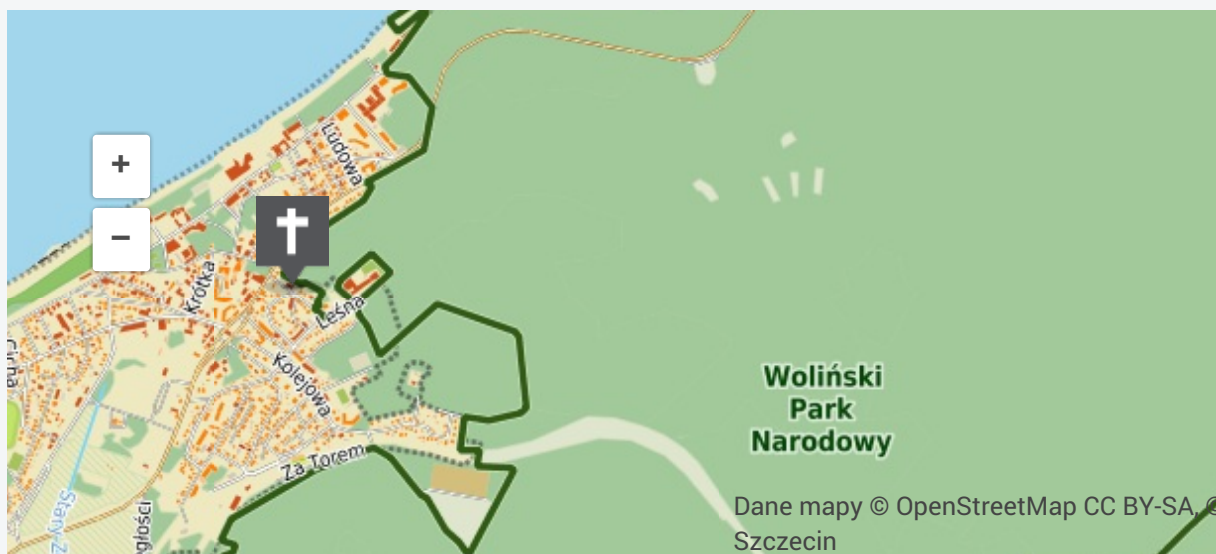 Ludowa
+
−
Krótka
Leśna
Kolejowa
Za Torem
Woliński
Park
Narodowy
Dane mapy © OpenStreetMap CC BY-SA, ©
Szczecin